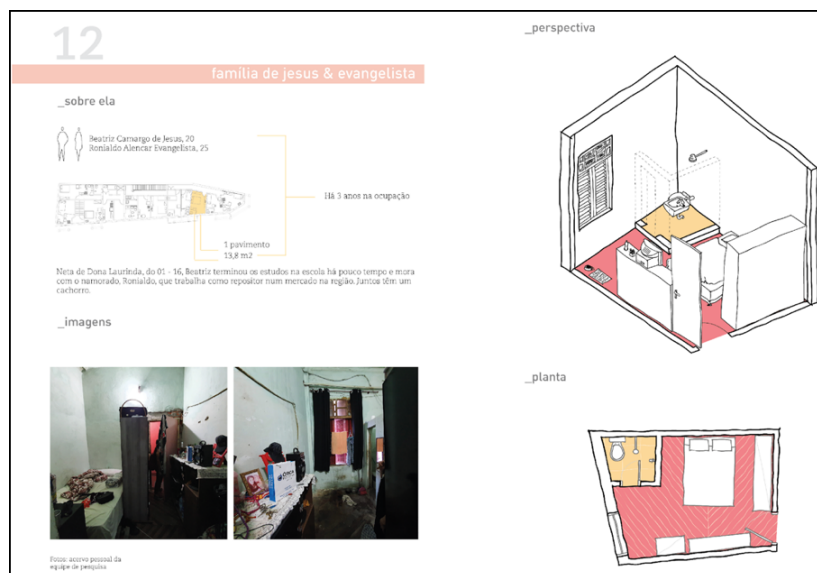 12
família de jesus & evangelista
_sobre ela
Beatriz Camargo de Jesus, 20
Ronialdo Alencar Evangelista, 25
Há 3 anos na ocupação
1 pavimento
13,8 m2
Neta de Dona Laurinda, do 01 - 16, Beatriz terminou os estudos na escola há pouco tempo e mora
com o namorado, Ronialdo, que trabalha como repositor num mercado na região. Juntos têm um
cachorro.
_imagens
Fotos: acervo pessoal da
equipe de pesquisa
_perspectiva
_planta